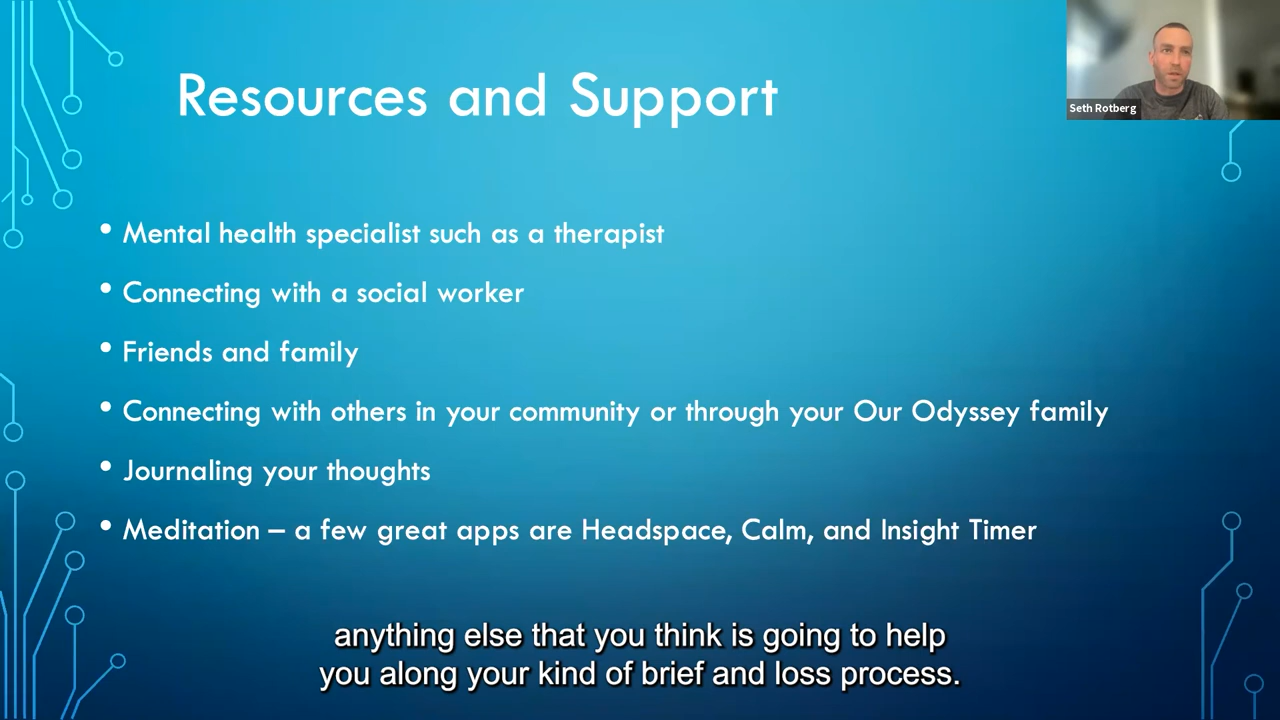 Resources and Support
Seth Rotberg
• Mental health specialist such as a therapist
• Connecting with a social worker
• Friends and family
• Connecting with others in your community or through your Our Odyssey family
• Journaling your thoughts
• Meditation – a few great apps are Headspace, Calm, and Insight Timer
anything else that you think is going to help
you along your kind of brief and loss process.